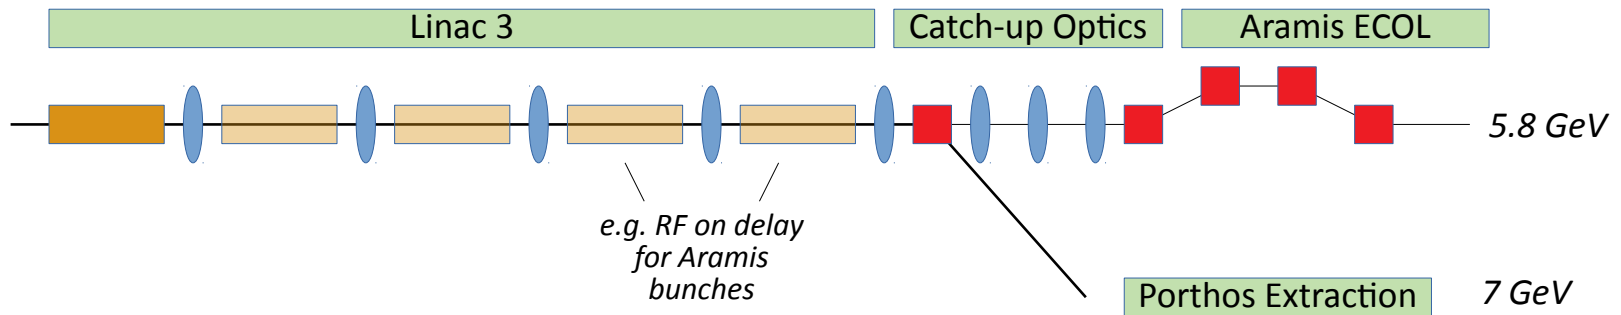 Linac 3
Catch-up Optics
Aramis ECOL
5.8 GeV
e.g. RF on delay
for Aramis
bunches
Porthos Extraction
7 GeV